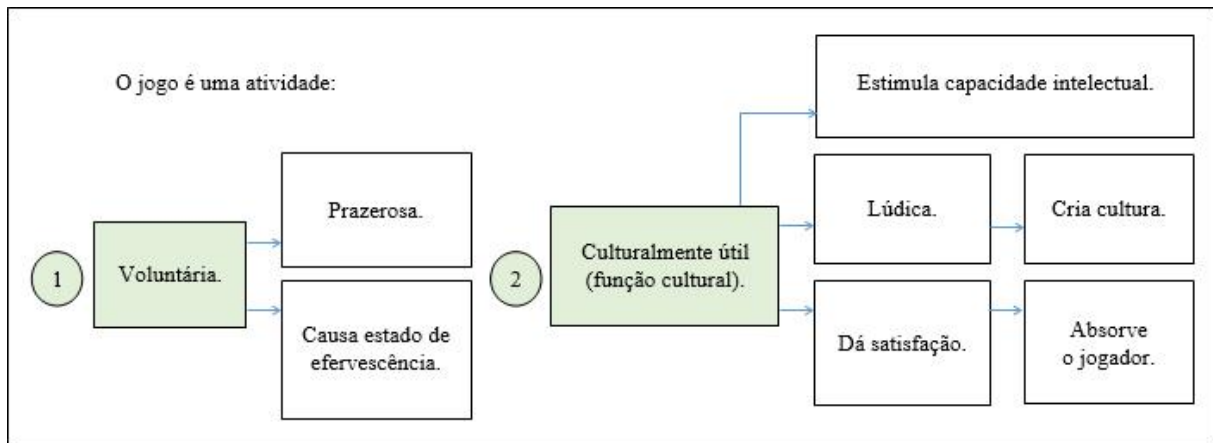 O jogo é uma atividade:
1
Voluntária.
Prazerosa.
Causa estado de
efervescência.
2
Culturalmente útil
(função cultural).
Estimula capacidade intelectual.
Lúdica.
Cria cultura.
Dá satisfação.
Absorve
o jogador.